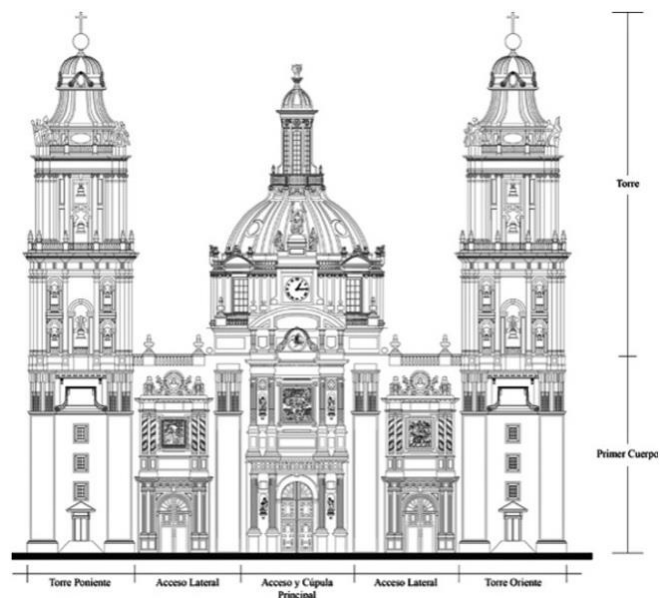 Torre
Primer Cuerpo
Torre Poniente
Acceso Lateral
Acceso y Cúpula
Principal
Acceso Lateral
Torre Oriente